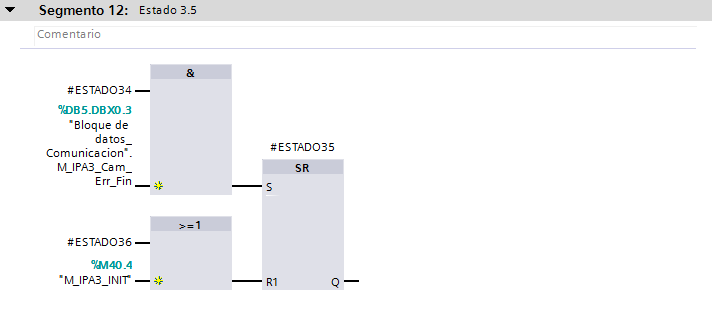 Segmento 12: Estado 3.5
Comentario
&
#ESTADO34
%DB5.DBX0.3
"Bloque de
datos_
Comunicacion".
M_IPA3_Cam_
Err_Fin
#ESTADO35
SR
S
>=1
#ESTADO36
%M40.4
"M_IPA3_INIT"
R1 Q